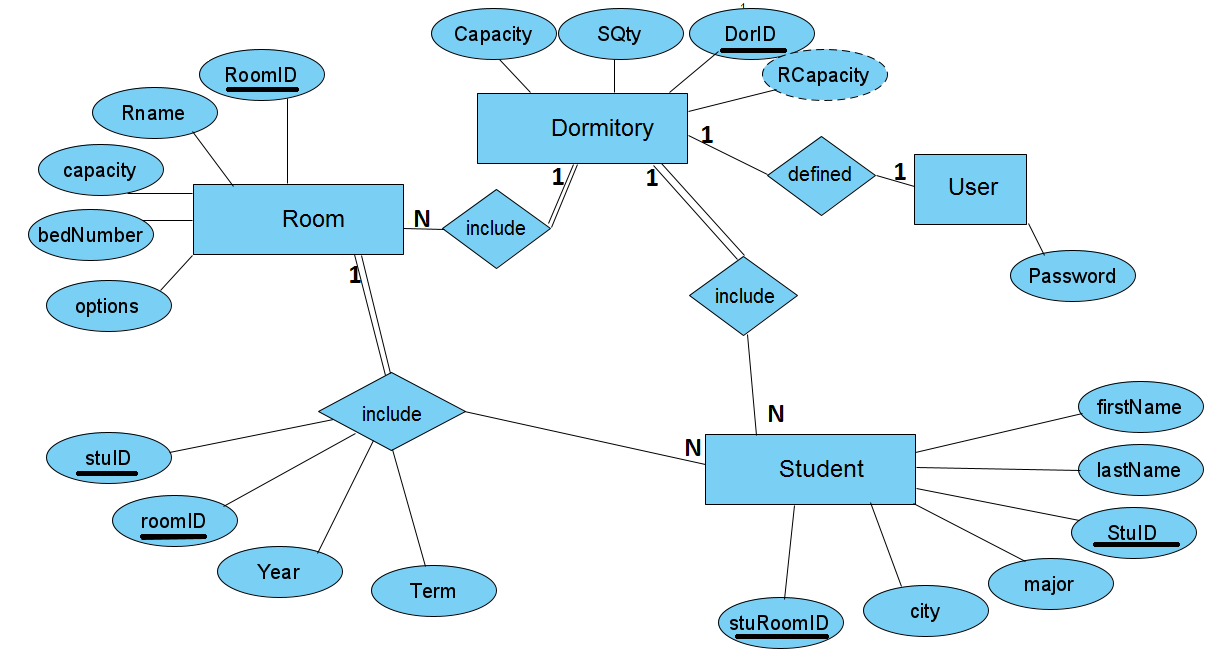 1
Capacity
SQty
DorID
RCapacity
RoomID
Rname
capacity
bedNumber
options
Room
Dormitory
1
defined
1
User
Password
N
include
1
1
include
1
include
N
N
Student
stuID
roomID
Year
Term
firstName
lastName
StuID
major
city
stuRoomID